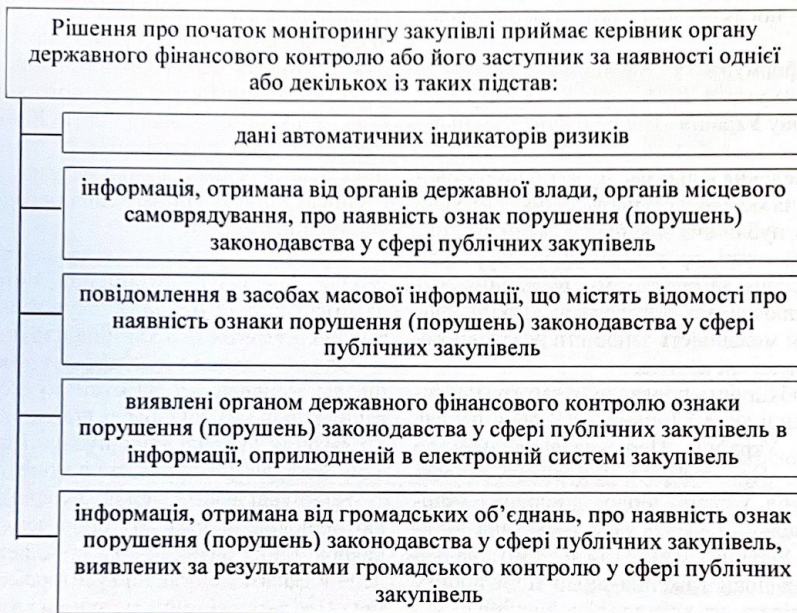 Рішення про початок моніторингу закупівлі приймає керівник органу
державного фінансового контролю або його заступник за наявності однієї
або декількох із таких підстав:
дані автоматичних індикаторів ризиків
інформація, отримана від органів державної влади, органів місцевого
самоврядування, про наявність ознак порушення (порушень)
законодавства у сфері публічних закупівель
повідомлення в засобах масової інформації, що містять відомості про
наявність ознаки порушення (порушень) законодавства у сфері
публічних закупівель
виявлені органом державного фінансового контролю ознаки
порушення (порушень) законодавства у сфері публічних закупівель в
інформації, оприлюдненій в електронній системі закупівель
інформація, отримана від громадських об’єднань, про наявність ознак
порушення (порушень) законодавства у сфері публічних закупівель,
виявлених за результатами громадського контролю у сфері публічних
закупівель